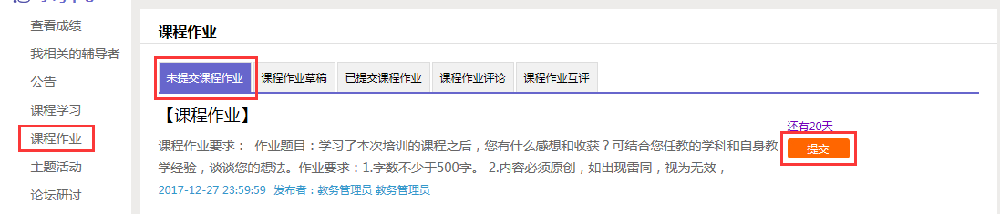 查看成绩
我相关的辅导者
公告
课程学习
课程作业
主题活动
论坛研讨
课程作业
未提交课程作业 课程作业草稿 已提交课程作业 课程作业评论 课程作业互评
【课程作业】
还有20天
提交
课程作业要求： 作业题目：学习了本次培训的课程之后，您有什么感想和收获？可结合您任教的学科和自身教
学经验，谈谈您的想法。作业要求：1.字数不少于500字。 2.内容必须原创，如出现雷同，视为无效，
2017-12-27 23:59:59 发布者：教务管理员 教务管理员